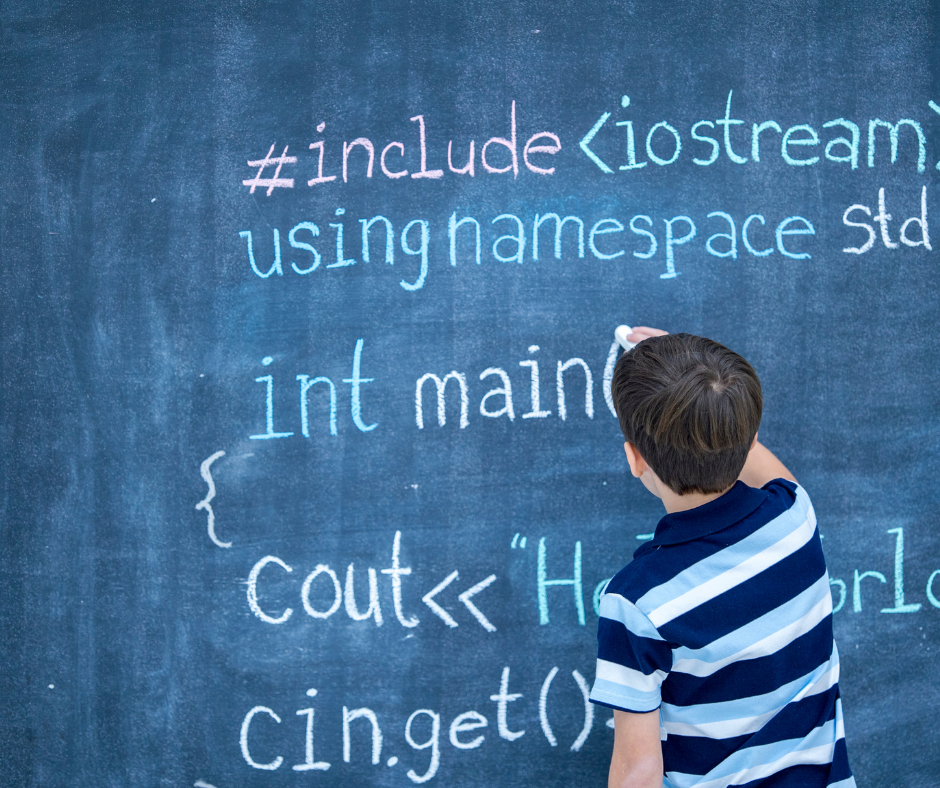 #include <iostream>
using namespace std
int main(
{
cout<< "H
cin.get();